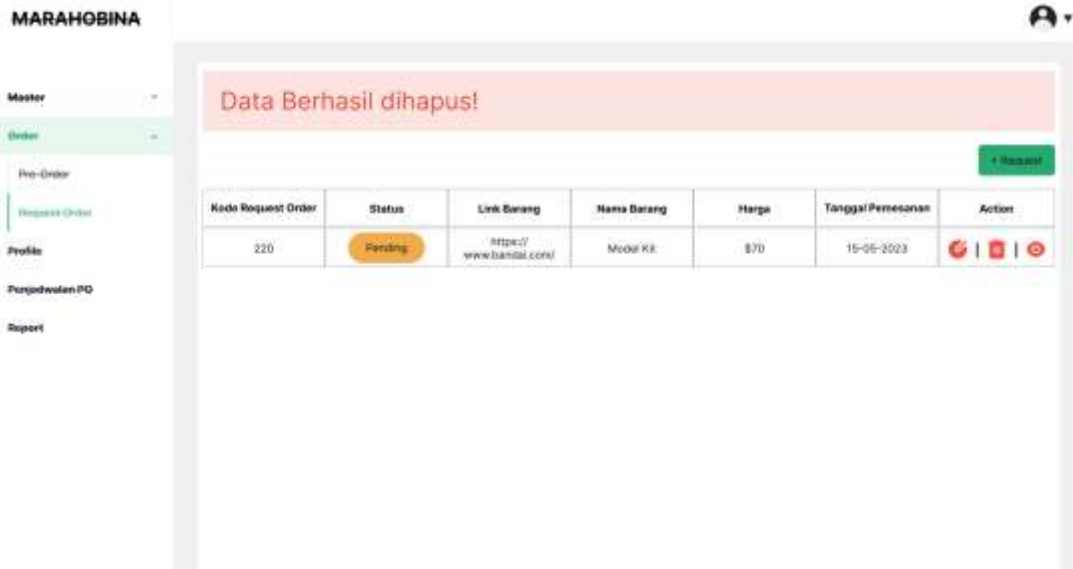 MARAHOBINA
Master
Order
Pre-Order
Request Order
Profile
Penjadwalan PO
Report
Data Berhasil dihapus!
+ Request
Kode Request Order Status Link Barang Nama Barang Harga Tanggal Pemesanan Action
220 Pending https:// Model Kit $70 15-05-2023 | |
www.bandai.com/